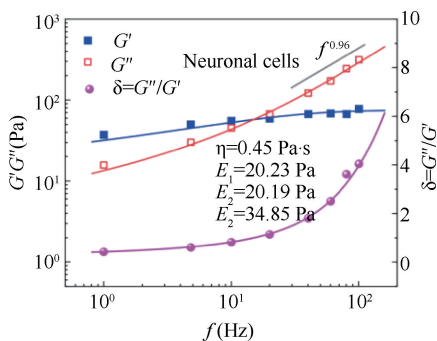 10³
10²
10¹
10⁰
G′G″(Pa)
G′
G″
δ=G″/G′
Neuronal cells
f^0.96
η=0.45 Pa·s
E₁=20.23 Pa
E₂=20.19 Pa
E₂=34.85 Pa
10
8
6
4
2
0
δ=G″/G′
10⁰
10¹
10²
f(Hz)